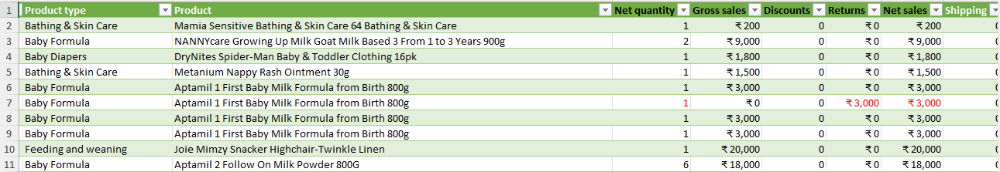 1 Product type Product Net quantity Gross sales Discounts Returns Net sales Shipping
2 Bathing & Skin Care Mamia Sensitive Bathing & Skin Care 64 Bathing & Skin Care 1 ₹ 200 0 ₹ 0 ₹ 200
3 Baby Formula NANNYcare Growing Up Milk Goat Milk Based 3 From 1 to 3 Years 900g 2 ₹ 9,000 0 ₹ 0 ₹ 9,000
4 Baby Diapers DryNites Spider-Man Baby & Toddler Clothing 16pk 1 ₹ 1,800 0 ₹ 0 ₹ 1,800
5 Bathing & Skin Care Metanium Nappy Rash Ointment 30g 1 ₹ 1,500 0 ₹ 0 ₹ 1,500
6 Baby Formula Aptamil 1 First Baby Milk Formula from Birth 800g 1 ₹ 3,000 0 ₹ 0 ₹ 3,000
7 Baby Formula Aptamil 1 First Baby Milk Formula from Birth 800g 1 ₹ 0 0 ₹ 3,000 ₹ 3,000
8 Baby Formula Aptamil 1 First Baby Milk Formula from Birth 800g 1 ₹ 3,000 0 ₹ 0 ₹ 3,000
9 Baby Formula Aptamil 1 First Baby Milk Formula from Birth 800g 1 ₹ 3,000 0 ₹ 0 ₹ 3,000
10 Feeding and weaning Joie Mimzy Snacker Highchair-Twinkle Linen 1 ₹ 20,000 0 ₹ 0 ₹ 20,000
11 Baby Formula Aptamil 2 Follow On Milk Powder 800G 6 ₹ 18,000 0 ₹ 0 ₹ 18,000